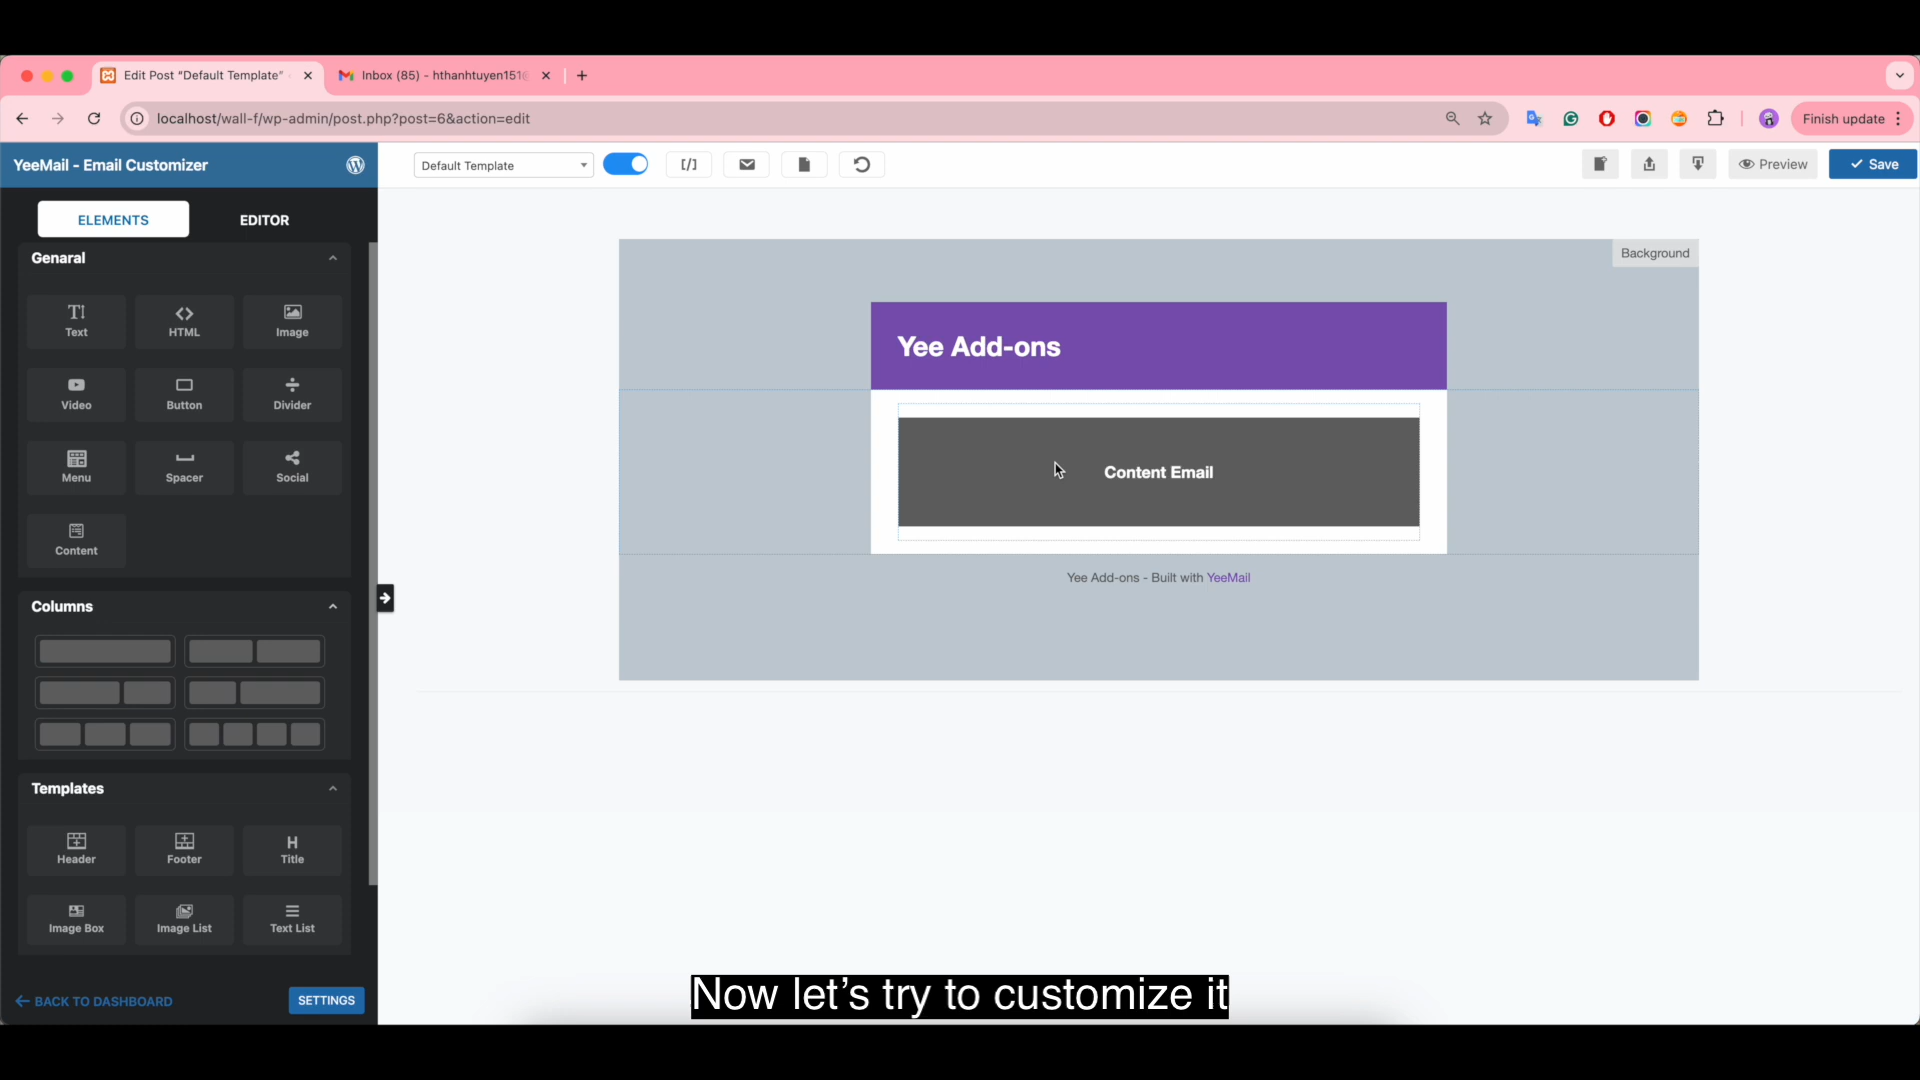 Edit Post “Default Template”
Inbox (85) - hthanhtuyen151@
localhost/wall-f/wp-admin/post.php?post=6&action=edit
Finish update
YeeMail - Email Customizer
Default Template
[/]
Preview
Save
ELEMENTS
EDITOR
Genaral
Text
HTML
Image
Video
Button
Divider
Menu
Spacer
Social
Content
Columns
Templates
Header
Footer
Title
Image Box
Image List
Text List
BACK TO DASHBOARD
SETTINGS
Background
Yee Add-ons
Content Email
Yee Add-ons - Built with YeeMail
Now let’s try to customize it